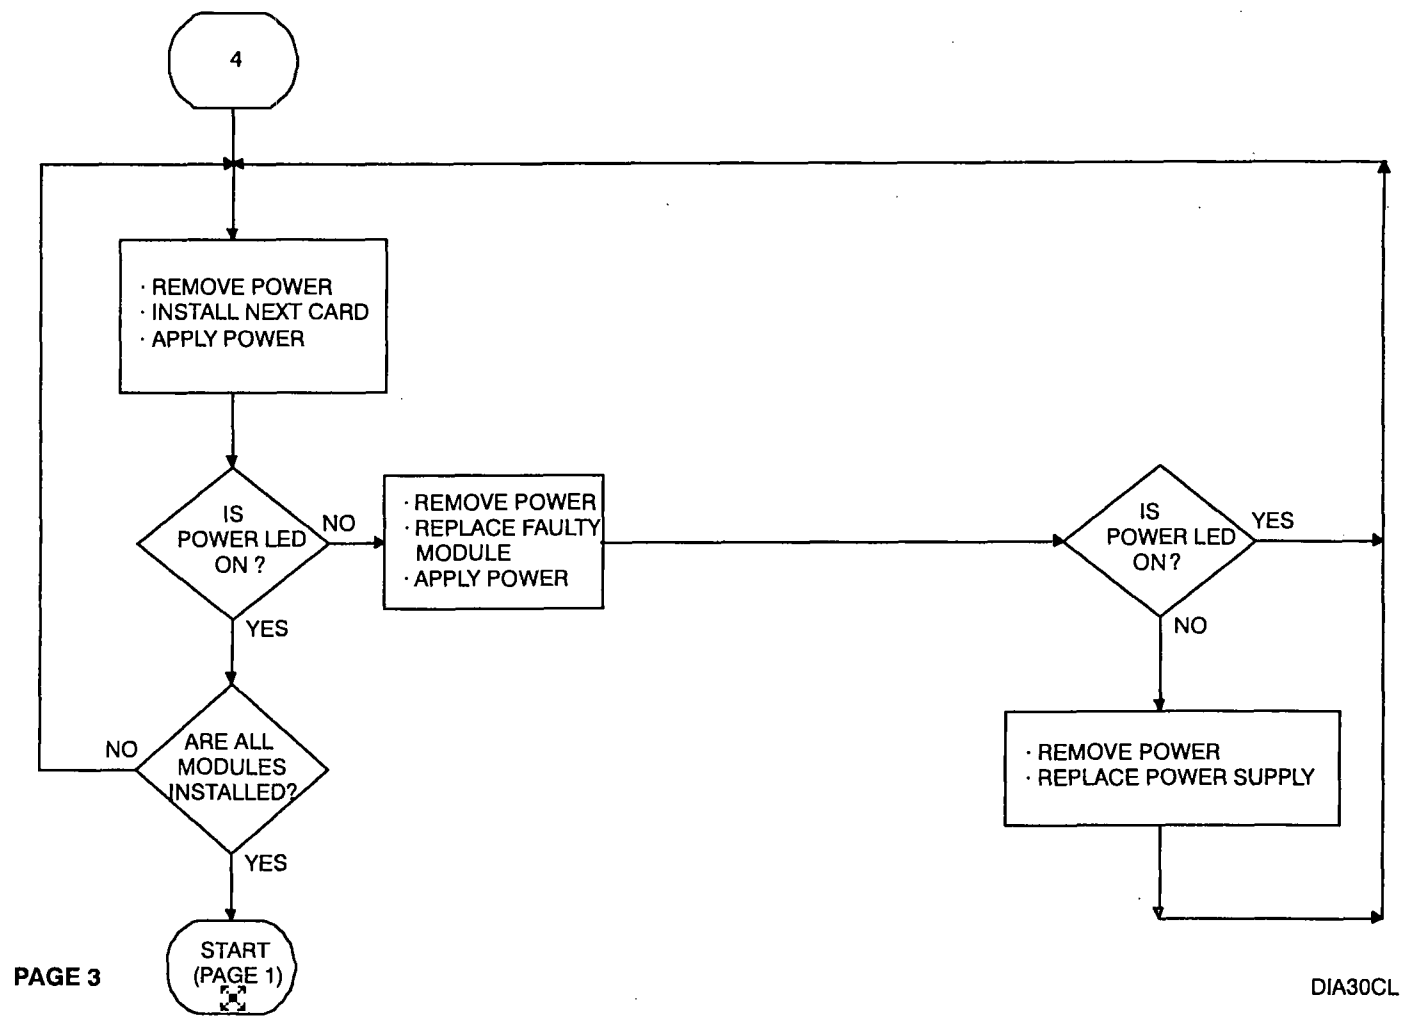 4
· REMOVE POWER
· INSTALL NEXT CARD
· APPLY POWER
IS
POWER LED
ON ?
NO
YES
· REMOVE POWER
· REPLACE FAULTY
MODULE
· APPLY POWER
IS
POWER LED
ON?
YES
NO
ARE ALL
MODULES
INSTALLED?
NO
YES
· REMOVE POWER
· REPLACE POWER SUPPLY
START
(PAGE 1)
PAGE 3
DIA30CL